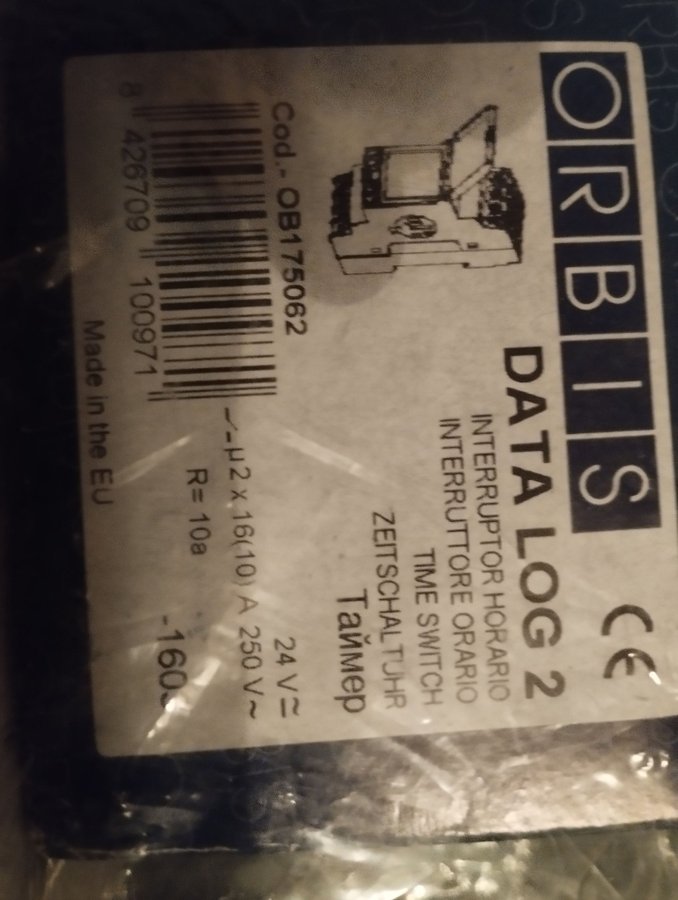 ORBIS
CE
DATA LOG 2
INTERRUPTOR HORARIO
INTERRUTTORE ORARIO
TIME SWITCH
ZEITSCHALTUHR
Таймер
Cod.- OB175062
24 V≂
µ2 x 16(10) A 250 V~
R= 10a
8 426709 100971
Made in the EU